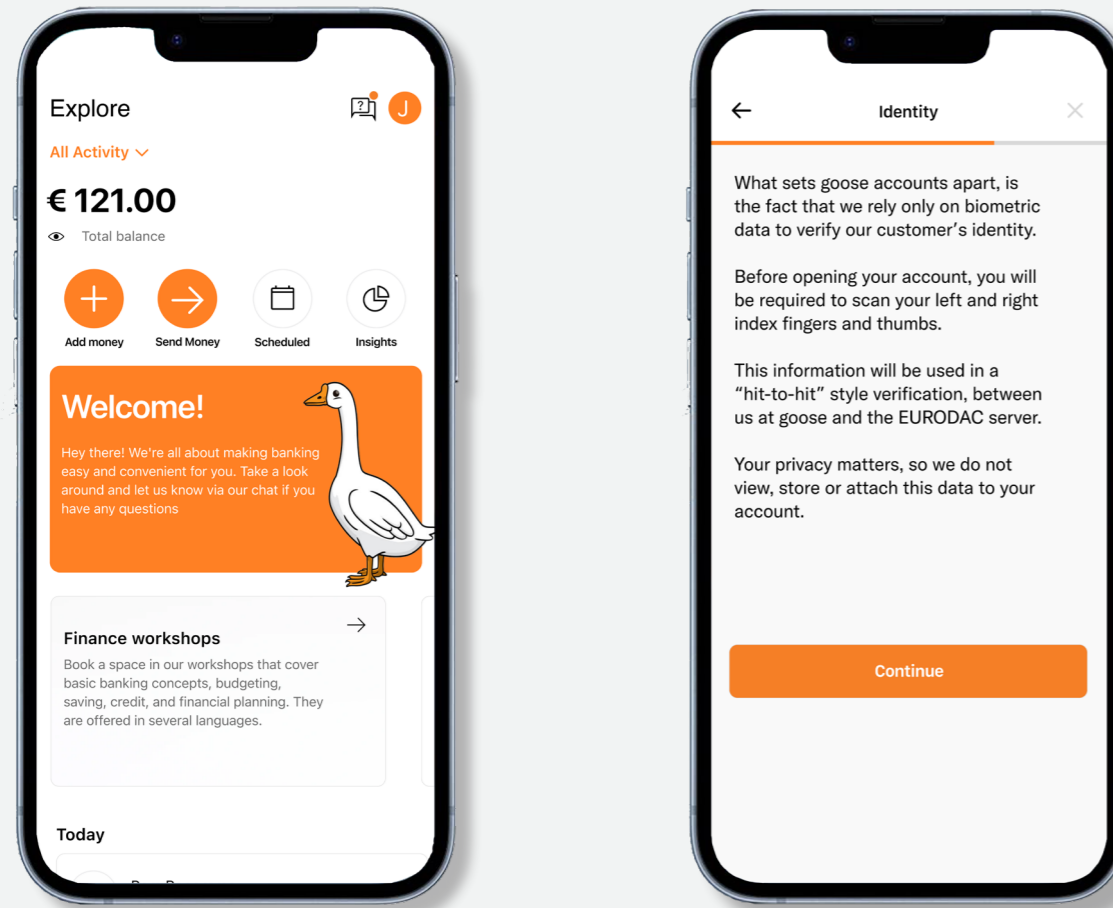 Explore
J
All Activity
€ 121.00
Total balance
Add money
Send Money
Scheduled
Insights
Welcome!
Hey there! We're all about making banking
easy and convenient for you. Take a look
around and let us know via our chat if you
have any questions
Finance workshops
Book a space in our workshops that cover
basic banking concepts, budgeting,
saving, credit, and financial planning. They
are offered in several languages.
Today
Identity
What sets goose accounts apart, is
the fact that we rely only on biometric
data to verify our customer's identity.
Before opening your account, you will
be required to scan your left and right
index fingers and thumbs.
This information will be used in a
“hit-to-hit” style verification, between
us at goose and the EURODAC server.
Your privacy matters, so we do not
view, store or attach this data to your
account.
Continue